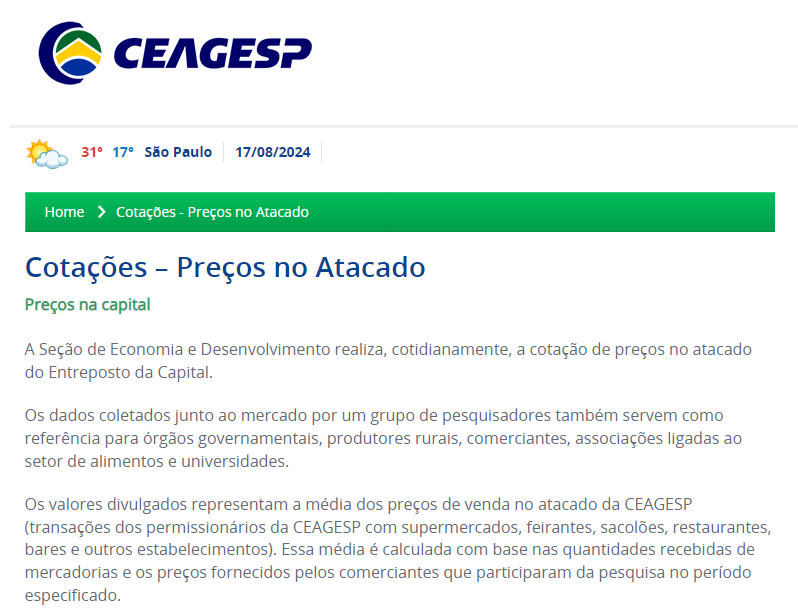 CEAGESP
31° 17° São Paulo 17/08/2024
Home Cotações - Preços no Atacado
Cotações – Preços no Atacado
Preços na capital
A Seção de Economia e Desenvolvimento realiza, cotidianamente, a cotação de preços no atacado
do Entreposto da Capital.
Os dados coletados junto ao mercado por um grupo de pesquisadores também servem como
referência para órgãos governamentais, produtores rurais, comerciantes, associações ligadas ao
setor de alimentos e universidades.
Os valores divulgados representam a média dos preços de venda no atacado da CEAGESP
(transações dos permissionários da CEAGESP com supermercados, feirantes, sacolões, restaurantes,
bares e outros estabelecimentos). Essa média é calculada com base nas quantidades recebidas de
mercadorias e os preços fornecidos pelos comerciantes que participaram da pesquisa no período
especificado.